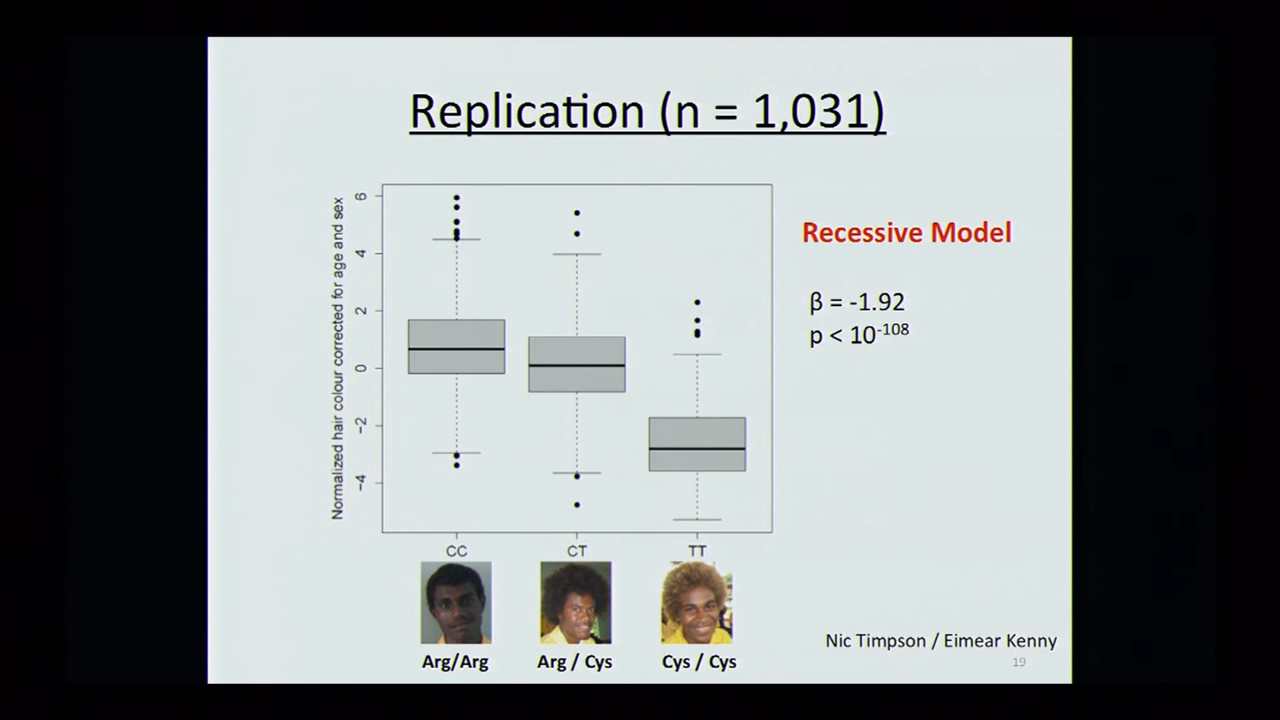 Replication (n = 1,031)
Normalized hair colour corrected for age and sex
6
4
2
0
−2
−4
CC
CT
TT
Arg/Arg
Arg / Cys
Cys / Cys
Recessive Model
β = -1.92
p < 10-108
Nic Timpson / Eimear Kenny
19